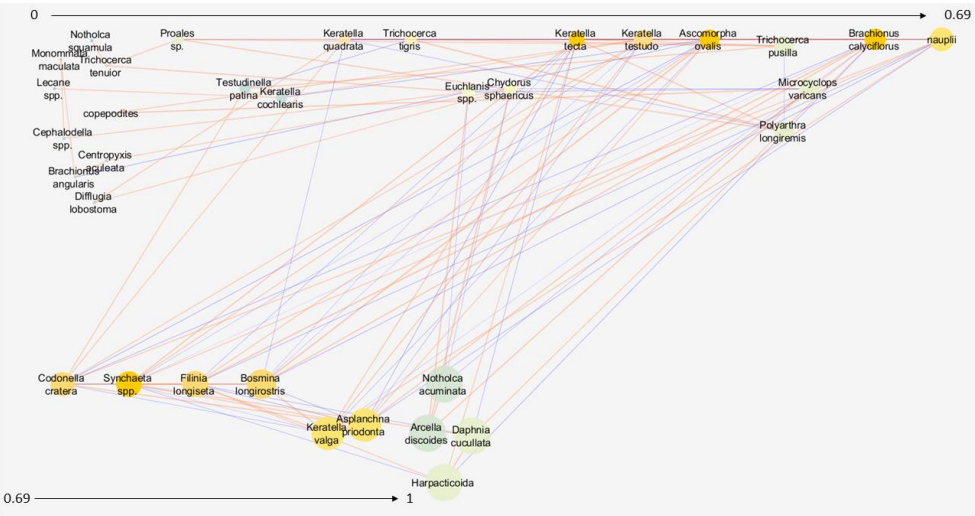 0
0.69
Notholca
squamula
Monommata
maculata
Trichocerca
tenuior
Lecane
spp.
copepodites
Cephalodella
spp.
Centropyxis
aculeata
Brachionus
angularis
Difflugia
lobostoma
Proales
sp.
Testudinella
patina
Keratella
cochlearis
Keratella
quadrata
Trichocerca
tigris
Euchlanis
spp.
Chydorus
sphaericus
Keratella
tecta
Keratella
testudo
Ascomorpha
ovalis
Trichocerca
pusilla
Brachionus
calyciflorus
nauplii
Microcyclops
varicans
Polyarthra
longiremis
Codonella
cratera
Synchaeta
spp.
Filinia
longiseta
Bosmina
longirostris
Keratella
valga
Asplanchna
priodonta
Notholca
acuminata
Arcella
discoides
Daphnia
cucullata
Harpacticoida
0.69
1